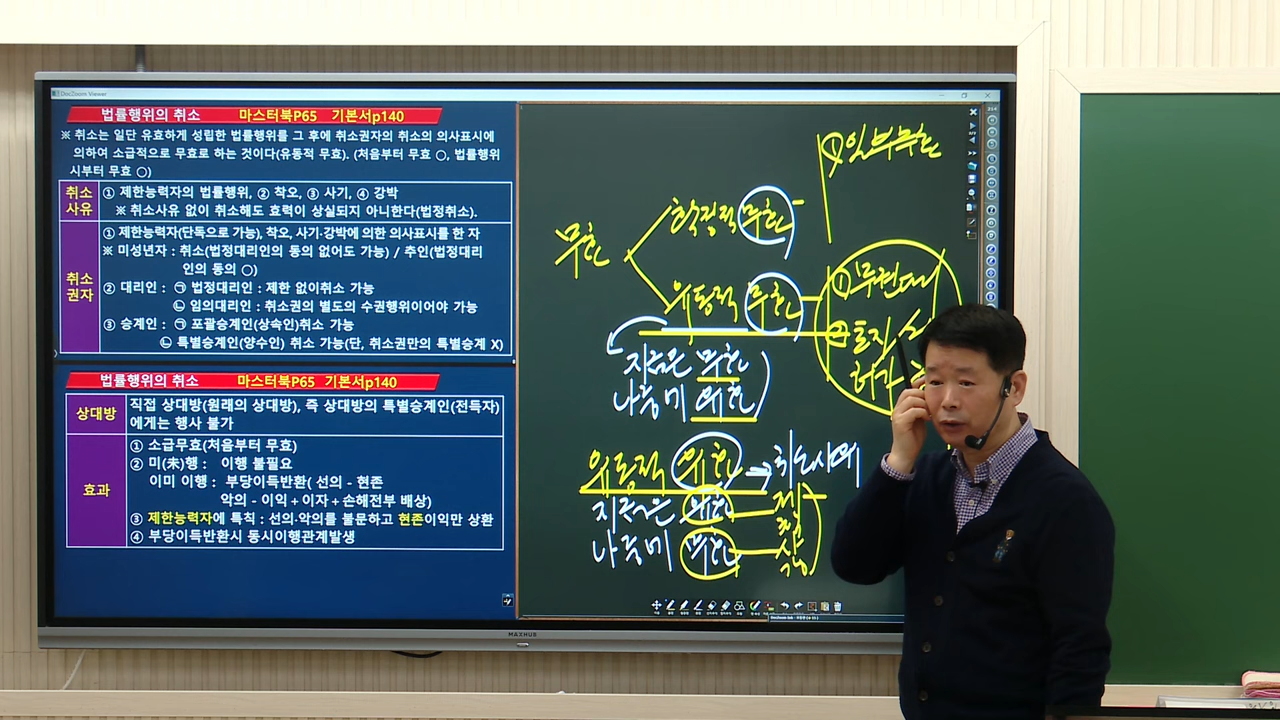 DocZoom Viewer
법률행위의 취소 마스터북P65 기본서p140
※ 취소는 일단 유효하게 성립한 법률행위를 그 후에 취소권자의 취소의 의사표시에
의하여 소급적으로 무효로 하는 것이다(유동적 무효). (처음부터 무효 ○, 법률행위
시부터 무효 ○)
취소
사유
① 제한능력자의 법률행위, ② 착오, ③ 사기, ④ 강박
※ 취소사유 없이 취소해도 효력이 상실되지 아니한다(법정취소).
취소
권자
① 제한능력자(단독으로 가능), 착오, 사기·강박에 의한 의사표시를 한 자
※ 미성년자 : 취소(법정대리인의 동의 없어도 가능) / 추인(법정대리
인의 동의 ○)
② 대리인 : ㉠ 법정대리인 : 제한 없이취소 가능
㉡ 임의대리인 : 취소권의 별도의 수권행위이어야 가능
③ 승계인 : ㉠ 포괄승계인(상속인)취소 가능
㉡ 특별승계인(양수인) 취소 가능(단, 취소권만의 특별승계 X)
법률행위의 취소 마스터북P65 기본서p140
상대방
직접 상대방(원래의 상대방), 즉 상대방의 특별승계인(전득자)
에게는 행사 불가
효과
① 소급무효(처음부터 무효)
② 미(未)행 : 이행 불필요
이미 이행 : 부당이득반환( 선의 - 현존
악의 - 이익 + 이자 + 손해전부 배상)
③ 제한능력자에 특칙 : 선의·악의를 불문하고 현존이익만 상환
④ 부당이득반환시 동시이행관계발생
① 일부무효
무효
확정적 무효
유동적 무효
① 무권대
② 토지
허가
지금은 무효
나중에 유효
유동적 유효 → 취소사유
지금은 유효
나중에 무효
제
착
사
강
MAXHUB